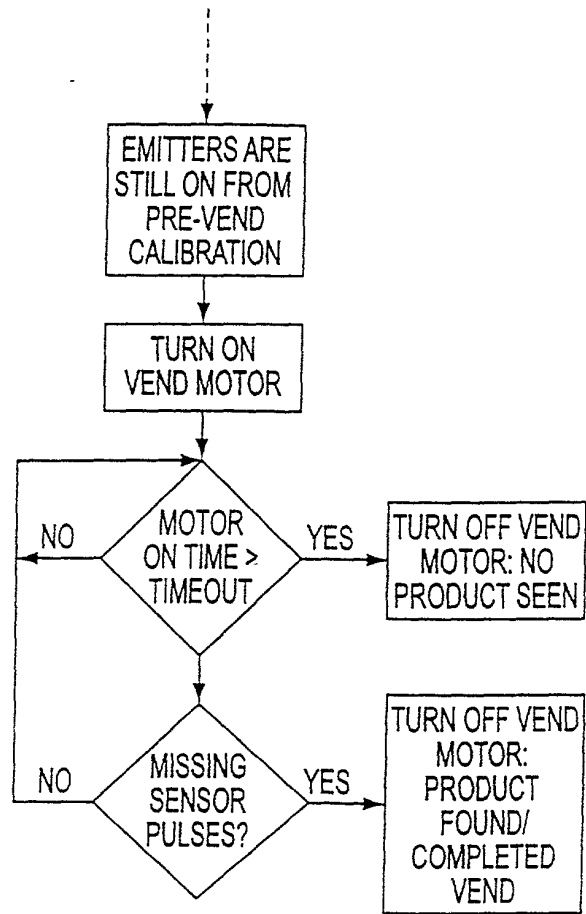 EMITTERS ARE
STILL ON FROM
PRE-VEND
CALIBRATION
TURN ON
VEND MOTOR
MOTOR
ON TIME >
TIMEOUT
NO
YES
TURN OFF VEND
MOTOR: NO
PRODUCT SEEN
MISSING
SENSOR
PULSES?
NO
YES
TURN OFF VEND
MOTOR:
PRODUCT
FOUND/
COMPLETED
VEND